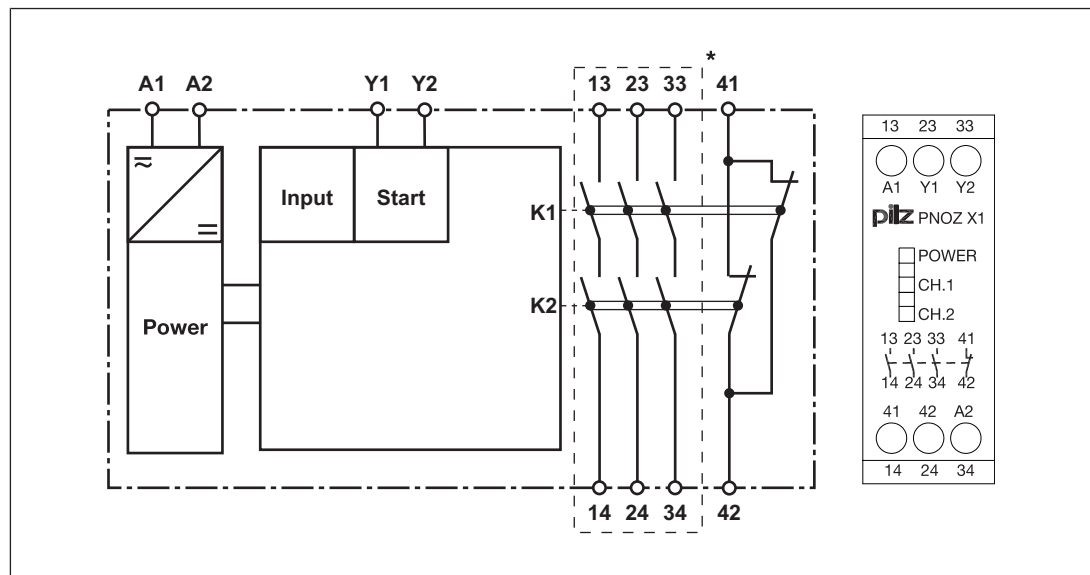 *
A1 A2 Y1 Y2 13 23 33 41
Input Start
K1
K2
Power
14 24 34 42
13 23 33
A1 Y1 Y2
pilz PNOZ X1
POWER
CH.1
CH.2
13 23 33 41
14 24 34 42
41 42 A2
14 24 34